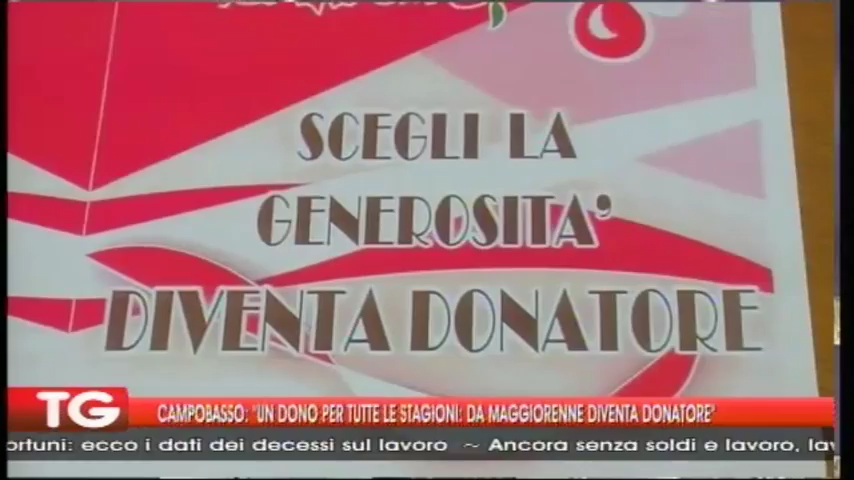 SCEGLI LA
GENEROSITA'
DIVENTA DONATORE
TG
CAMPOBASSO: "UN DONO PER TUTTE LE STAGIONI: DA MAGGIORENNE DIVENTA DONATORE"
ortuni: ecco i dati dei decessi sul lavoro ~ Ancora senza soldi e lavoro, lav